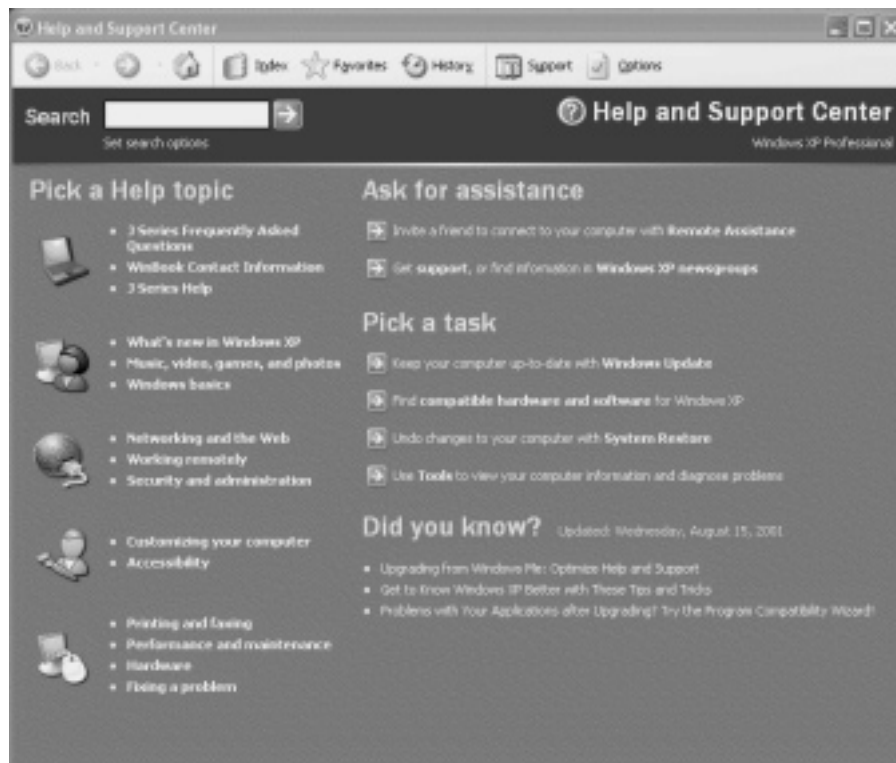 Help and Support Center
Back
Index
Favorites
History
Support
Options
Search
Set search options
Help and Support Center
Windows XP Professional
Pick a Help topic
J Series Frequently Asked
Questions
WinBook Contact Information
J Series Help
What's new in Windows XP
Music, video, games, and photos
Windows basics
Networking and the Web
Working remotely
Security and administration
Customizing your computer
Accessibility
Printing and faxing
Performance and maintenance
Hardware
Fixing a problem
Ask for assistance
Invite a friend to connect to your computer with Remote Assistance
Get support, or find information in Windows XP newsgroups
Pick a task
Keep your computer up-to-date with Windows Update
Find compatible hardware and software for Windows XP
Undo changes to your computer with System Restore
Use Tools to view your computer information and diagnose problems
Did you know? Updated: Wednesday, August 15, 2001
Upgrading from Windows Me: Optimize Help and Support
Get to Know Windows XP Better with These Tips and Tricks
Problems with Your Applications after Upgrading? Try the Program Compatibility Wizard!